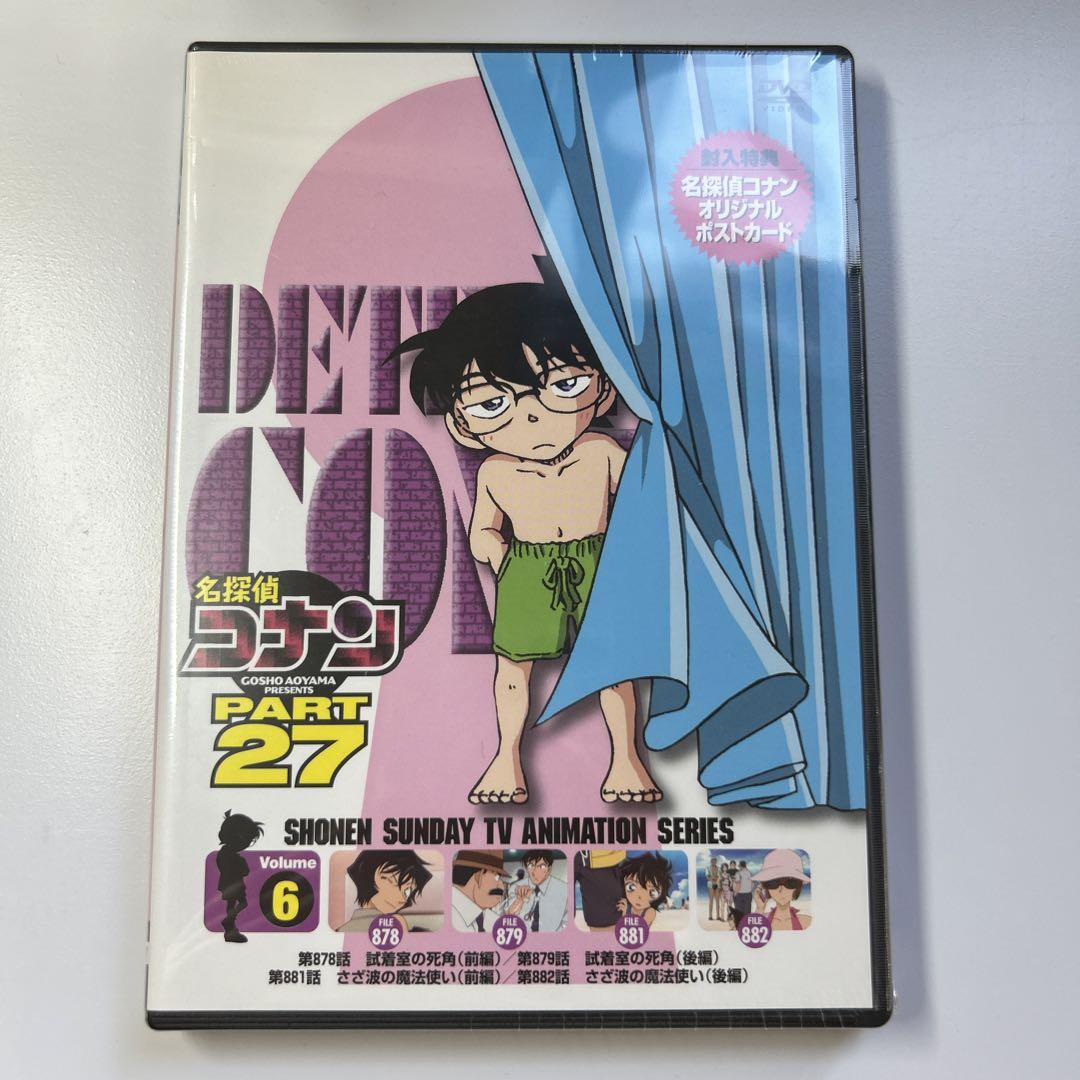 DVD
VIDEO
封入特典
名探偵コナン
オリジナル
ポストカード
DET
CON
名探偵
コナン
GOSHO AOYAMA
PRESENTS
PART
27
SHONEN SUNDAY TV ANIMATION SERIES
Volume
6
FILE
878
FILE
879
FILE
881
FILE
882
第878話 試着室の死角(前編)/第879話 試着室の死角(後編)
第881話 さざ波の魔法使い(前編)/第882話 さざ波の魔法使い(後編)